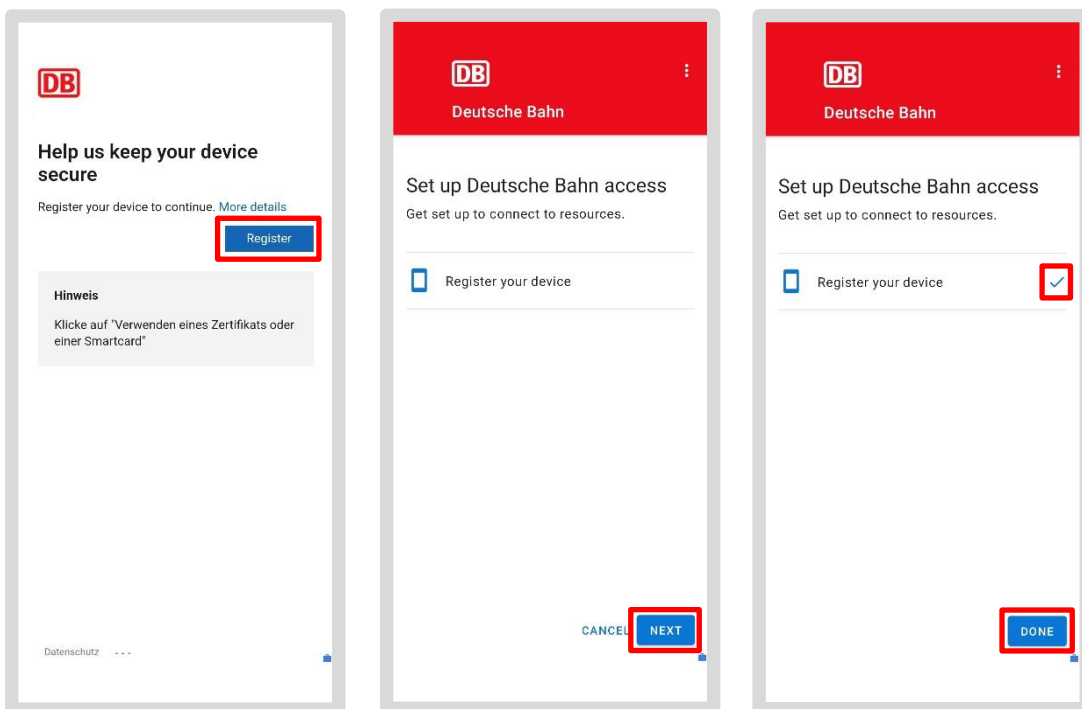 DB
Help us keep your device
secure
Register your device to continue. More details
Register
Hinweis
Klicke auf "Verwenden eines Zertifikats oder
einer Smartcard"
Datenschutz ...
DB
Deutsche Bahn
Set up Deutsche Bahn access
Get set up to connect to resources.
Register your device
CANCEL NEXT
DB
Deutsche Bahn
Set up Deutsche Bahn access
Get set up to connect to resources.
Register your device
DONE